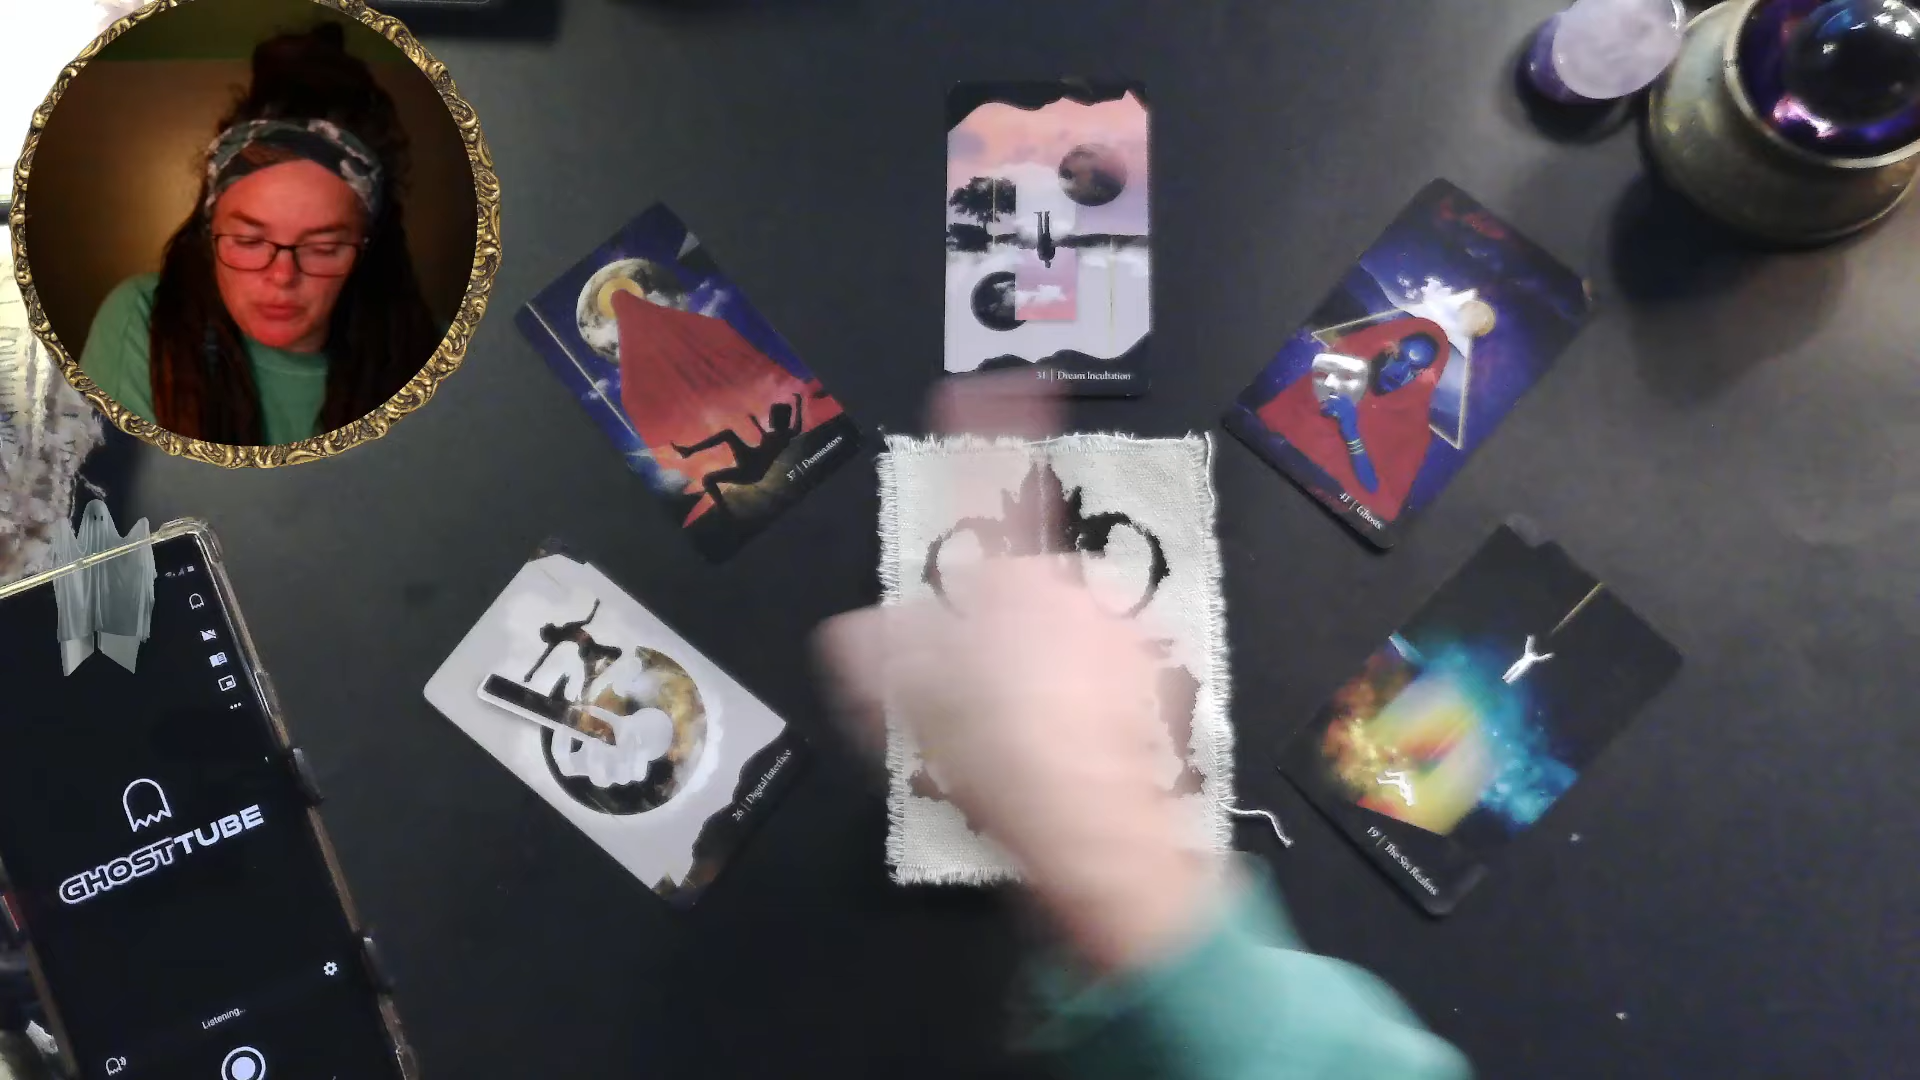 31 | Dream Incubation
37 | Dominators
41 | Ghosts
26 | Digital Interface
19 | The Six Realms
GHOSTTUBE
Listening...